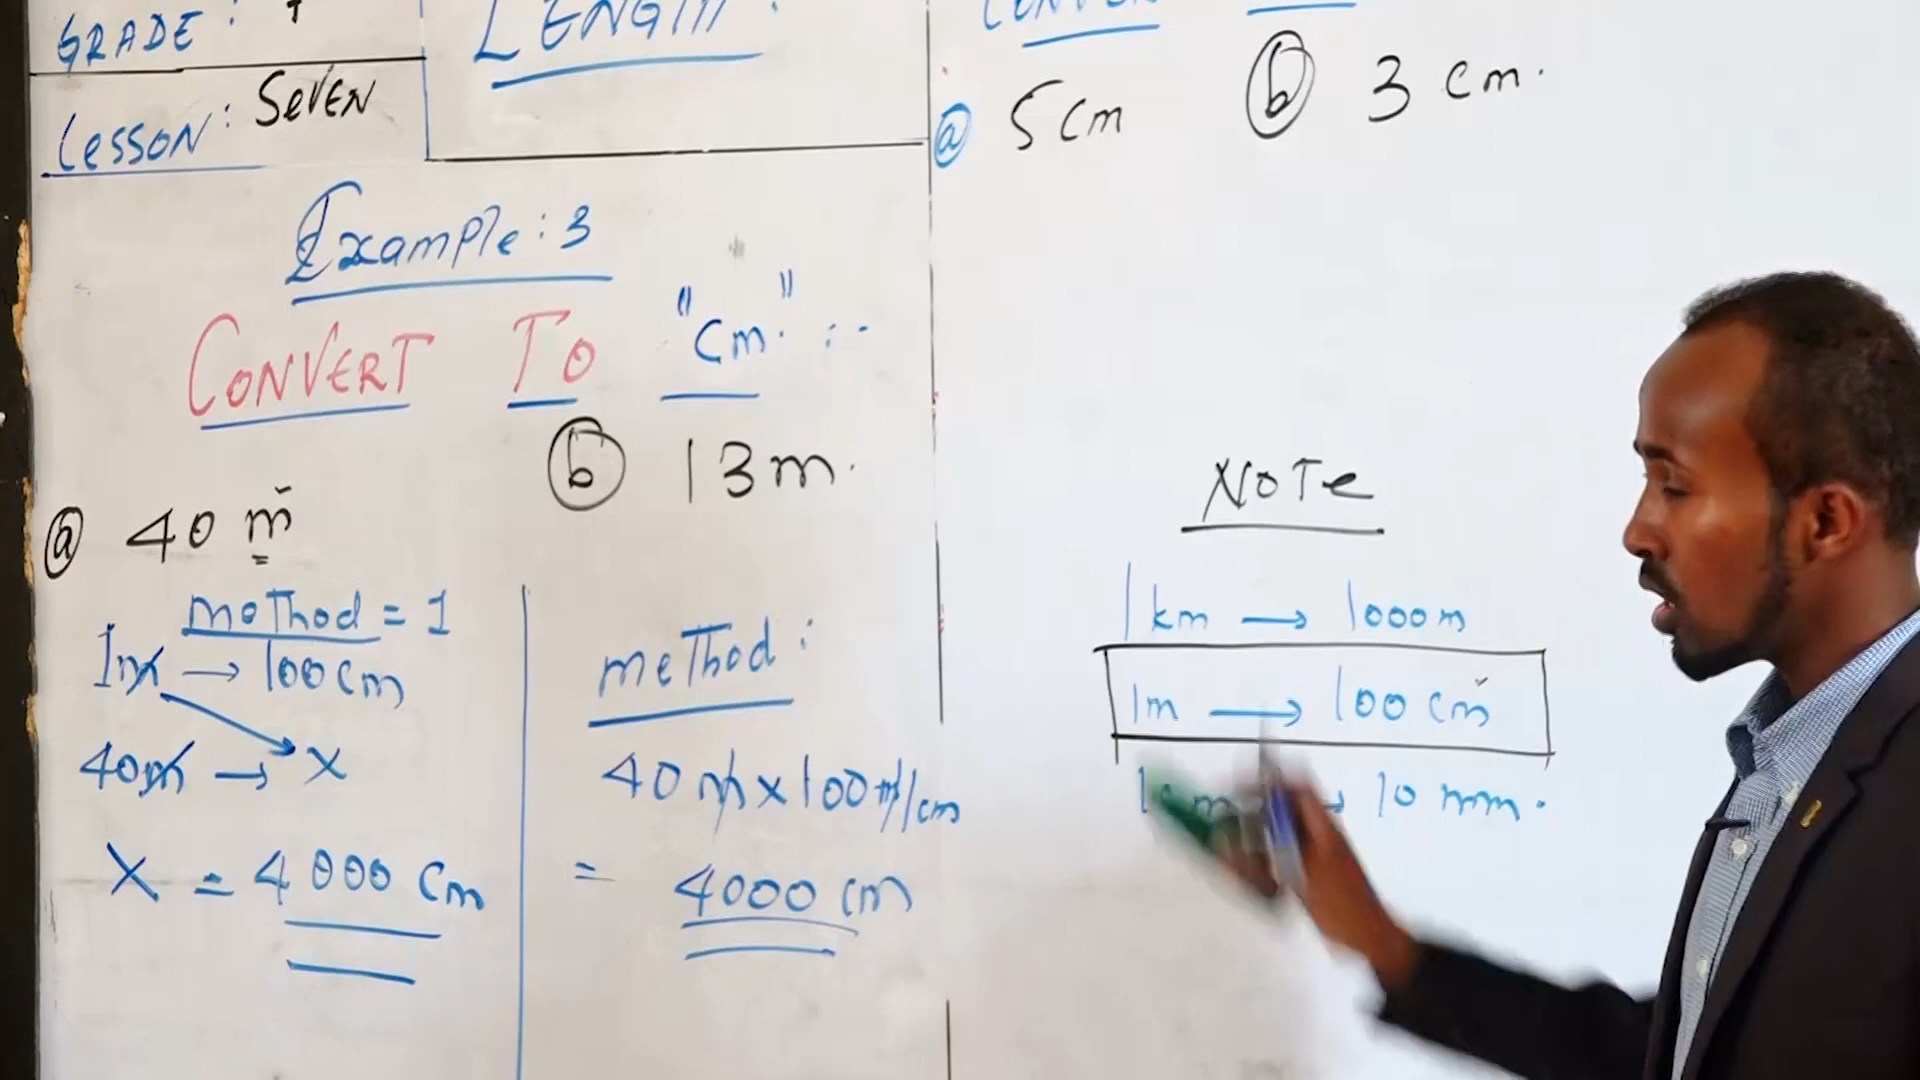 GRADE:
LENGTH:
Lesson: SEVEN
Example: 3
CONVERT TO "cm" :-
ⓐ 40 m
ⓑ 13m.
method = 1
1m → 100cm
40m → x
X = 4000 cm
method:
40 m x 100 m/cm
= 4000 cm
ⓐ 5cm
ⓑ 3 cm.
NOTE
1km → 1000m
1m → 100 cm
10 mm.